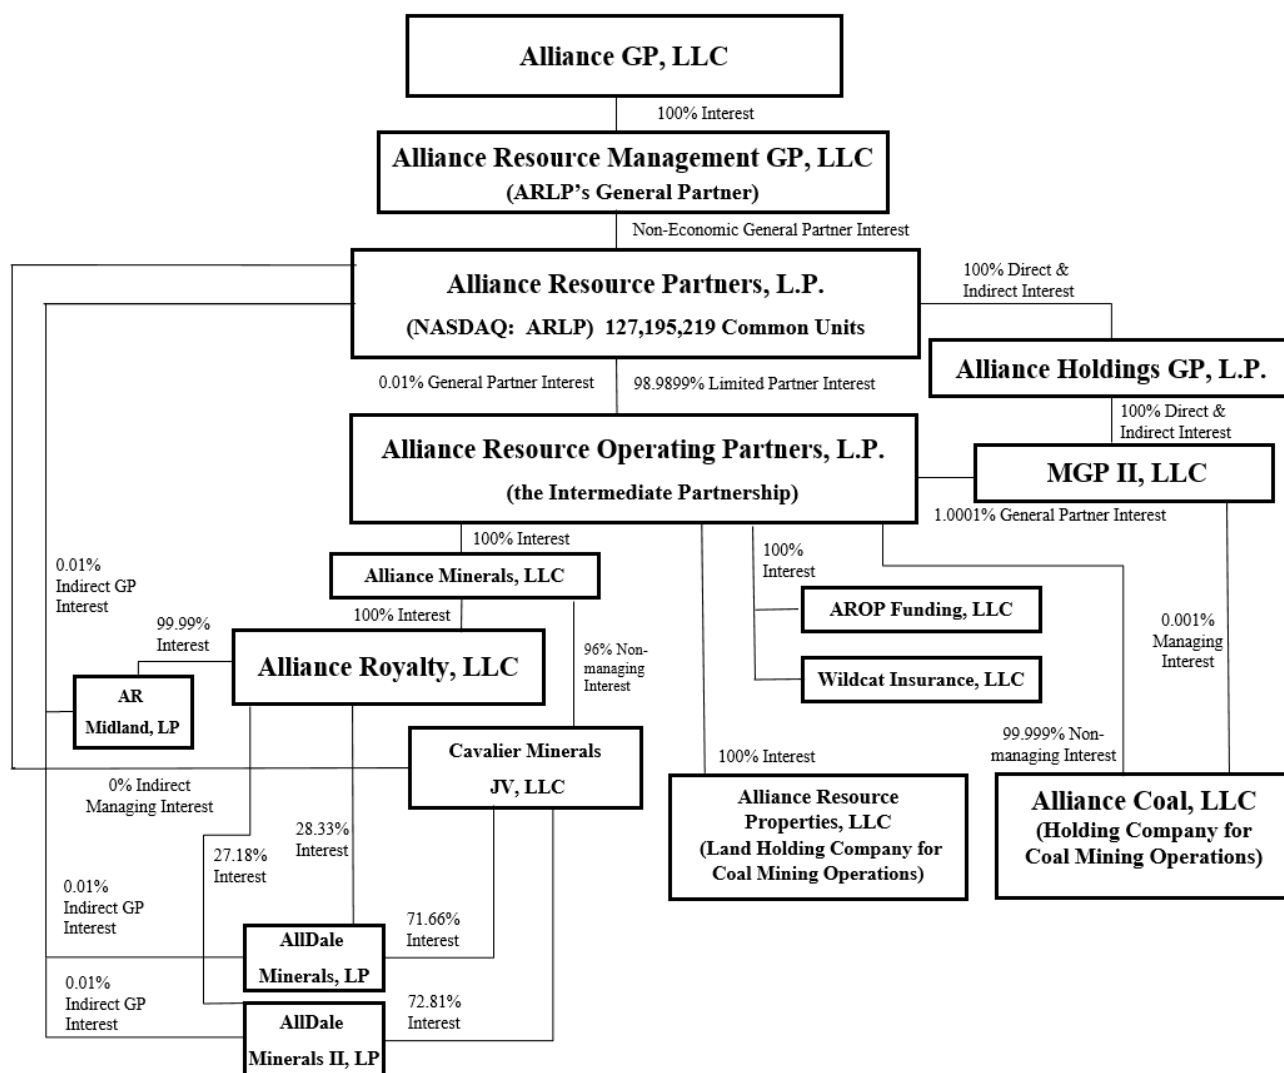 Alliance GP, LLC
100% Interest
Alliance Resource Management GP, LLC
(ARLP’s General Partner)
Non-Economic General Partner Interest
Alliance Resource Partners, L.P.
(NASDAQ: ARLP) 127,195,219 Common Units
100% Direct &
Indirect Interest
Alliance Holdings GP, L.P.
0.01% General Partner Interest
98.9899% Limited Partner Interest
100% Direct &
Indirect Interest
Alliance Resource Operating Partners, L.P.
(the Intermediate Partnership)
MGP II, LLC
1.0001% General Partner Interest
100% Interest
Alliance Minerals, LLC
100%
Interest
0.01%
Indirect GP
Interest
100% Interest
AROP Funding, LLC
99.99%
Interest
Alliance Royalty, LLC
96% Non-
managing
Interest
0.001%
Managing
Interest
Wildcat Insurance, LLC
AR
Midland, LP
Cavalier Minerals
JV, LLC
100% Interest
99.999% Non-
managing Interest
0% Indirect
Managing Interest
Alliance Resource
Properties, LLC
(Land Holding Company for
Coal Mining Operations)
Alliance Coal, LLC
(Holding Company for
Coal Mining Operations)
28.33%
Interest
27.18%
Interest
0.01%
Indirect GP
Interest
71.66%
Interest
AllDale
Minerals, LP
0.01%
Indirect GP
Interest
72.81%
Interest
AllDale
Minerals II, LP